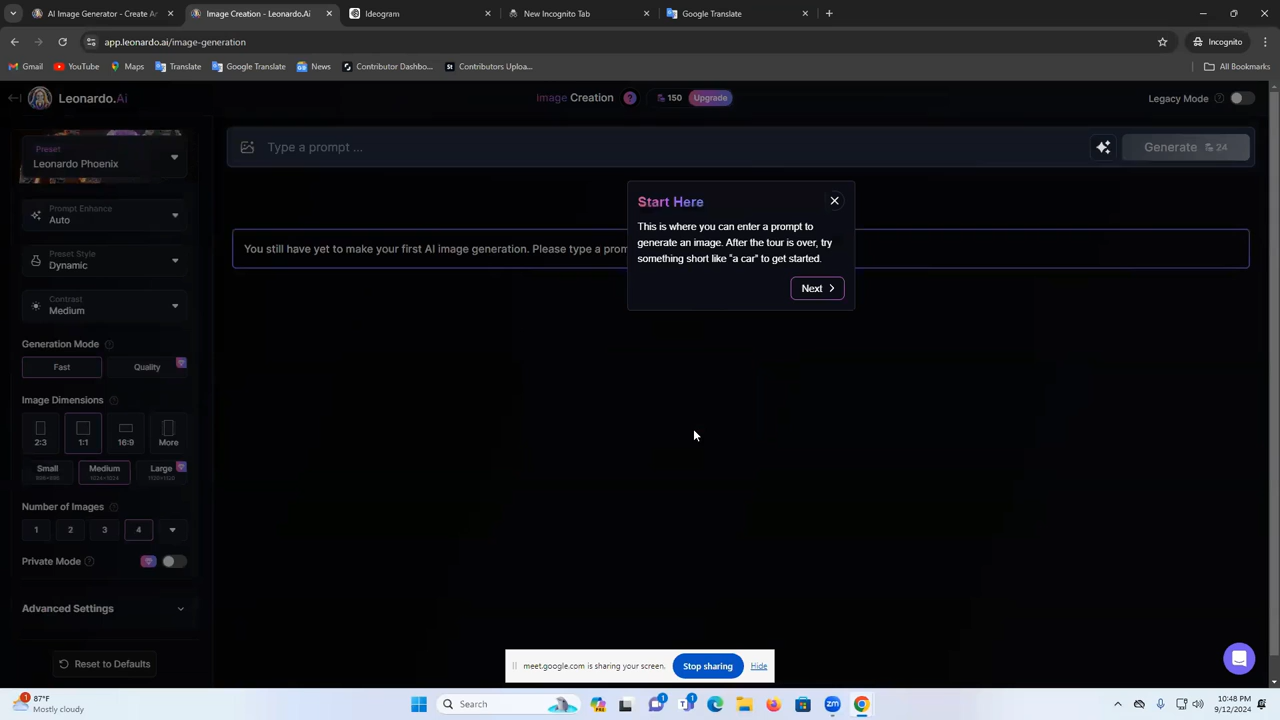 AI Image Generator - Create Ar
Image Creation - Leonardo.Ai
Ideogram
New Incognito Tab
Google Translate
app.leonardo.ai/image-generation
Incognito
Gmail
YouTube
Maps
Translate
Google Translate
News
Contributor Dashbo...
Contributors Uploa...
All Bookmarks
Leonardo.Ai
Image Creation
?
150
Upgrade
Legacy Mode
Preset
Leonardo Phoenix
Type a prompt ...
Generate 24
Prompt Enhance
Auto
Preset Style
Dynamic
Contrast
Medium
Start Here
This is where you can enter a prompt to
generate an image. After the tour is over, try
something short like "a car" to get started.
Next
You still have yet to make your first AI image generation. Please type a prom
Generation Mode
Fast
Quality
Image Dimensions
2:3
1:1
16:9
More
Small
Medium
1024×1024
Large
Number of Images
1
2
3
4
Private Mode
Advanced Settings
Reset to Defaults
meet.google.com is sharing your screen.
Stop sharing
Hide
87°F
Mostly cloudy
Search
10:48 PM
9/12/2024